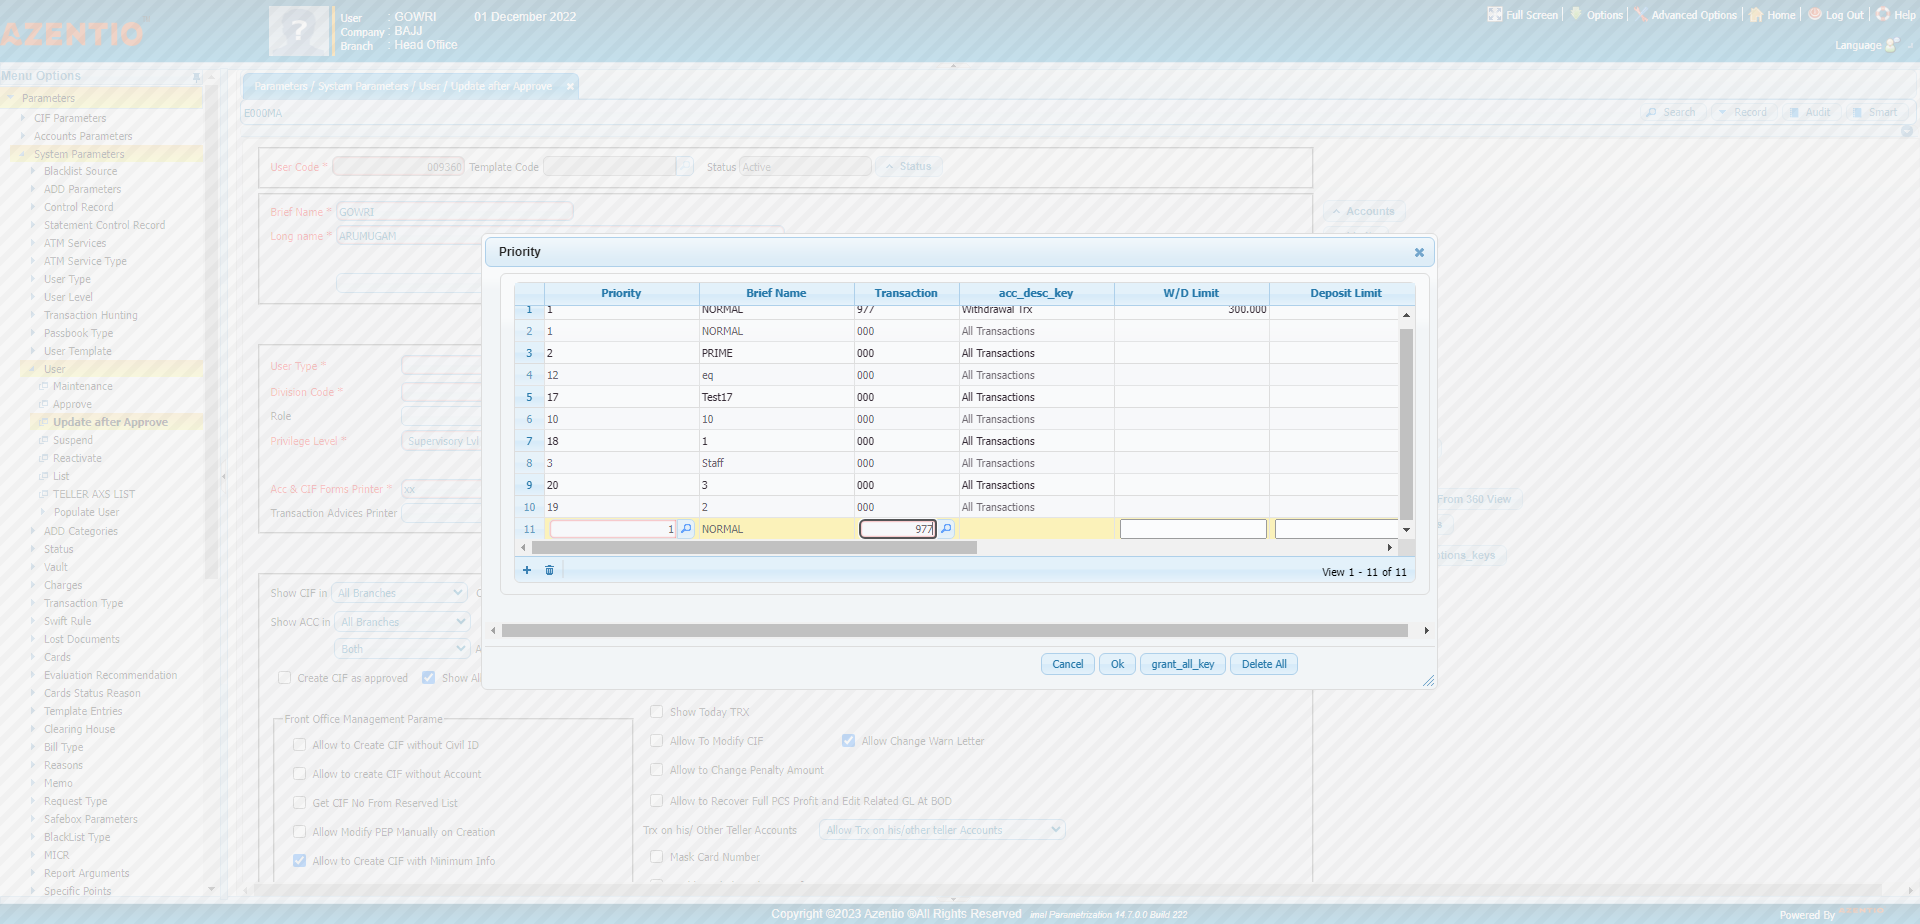 AZENTIO
?
User : GOWRI 01 December 2022
Company : BAJJ
Branch : Head Office
Full Screen Options Advanced Options Home Log Out Help
Language
Menu Options
Parameters
CIF Parameters
Accounts Parameters
System Parameters
Blacklist Source
ADD Parameters
Control Record
Statement Control Record
ATM Services
ATM Service Type
User Type
User Level
Transaction Hunting
Passbook Type
User Template
User
Maintenance
Approve
Update after Approve
Suspend
Reactivate
List
TELLER AXS LIST
Populate User
ADD Categories
Status
Vault
Charges
Transaction Type
Swift Rule
Lost Documents
Cards
Evaluation Recommendation
Cards Status Reason
Template Entries
Clearing House
Bill Type
Reasons
Memo
Request Type
Safebox Parameters
BlackList Type
MICR
Report Arguments
Specific Points
Parameters / System Parameters / User / Update after Approve
E000MA
Search Record Audit Smart
User Code * 009360 Template Code Status Active Status
Brief Name * GOWRI
Long name * ARUMUGAM
Accounts
User Type *
Division Code *
Role
Privilege Level * Supervisory Lvl
Acc & CIF Forms Printer * xx
Transaction Advices Printer
From 360 View
ations_keys
Priority
Priority Brief Name Transaction acc_desc_key W/D Limit Deposit Limit
1 1 NORMAL 977 Withdrawal Trx 300.000
2 1 NORMAL 000 All Transactions
3 2 PRIME 000 All Transactions
4 12 eq 000 All Transactions
5 17 Test17 000 All Transactions
6 10 10 000 All Transactions
7 18 1 000 All Transactions
8 3 Staff 000 All Transactions
9 20 3 000 All Transactions
10 19 2 000 All Transactions
11 1 NORMAL 977
View 1 - 11 of 11
Cancel Ok grant_all_key Delete All
Show CIF in All Branches
Show ACC in All Branches
Both
Create CIF as approved Show All
Front Office Management Parame
Allow to Create CIF without Civil ID
Allow to create CIF without Account
Get CIF No From Reserved List
Allow Modify PEP Manually on Creation
Allow to Create CIF with Minimum Info
Show Today TRX
Allow To Modify CIF Allow Change Warn Letter
Allow to Change Penalty Amount
Allow to Recover Full PCS Profit and Edit Related GL At BOD
Trx on his/ Other Teller Accounts Allow Trx on his/other teller Accounts
Mask Card Number
Copyright ©2023 Azentio ®All Rights Reserved imal Parametrization 14.7.0.0 Build 222
Powered By